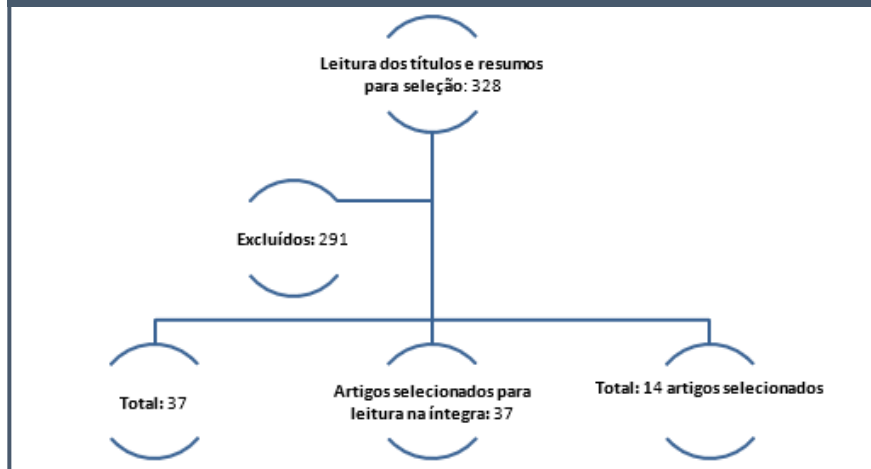 Leitura dos títulos e resumos
para seleção: 328
Excluídos: 291
Total: 37
Artigos selecionados para
leitura na íntegra: 37
Total: 14 artigos selecionados